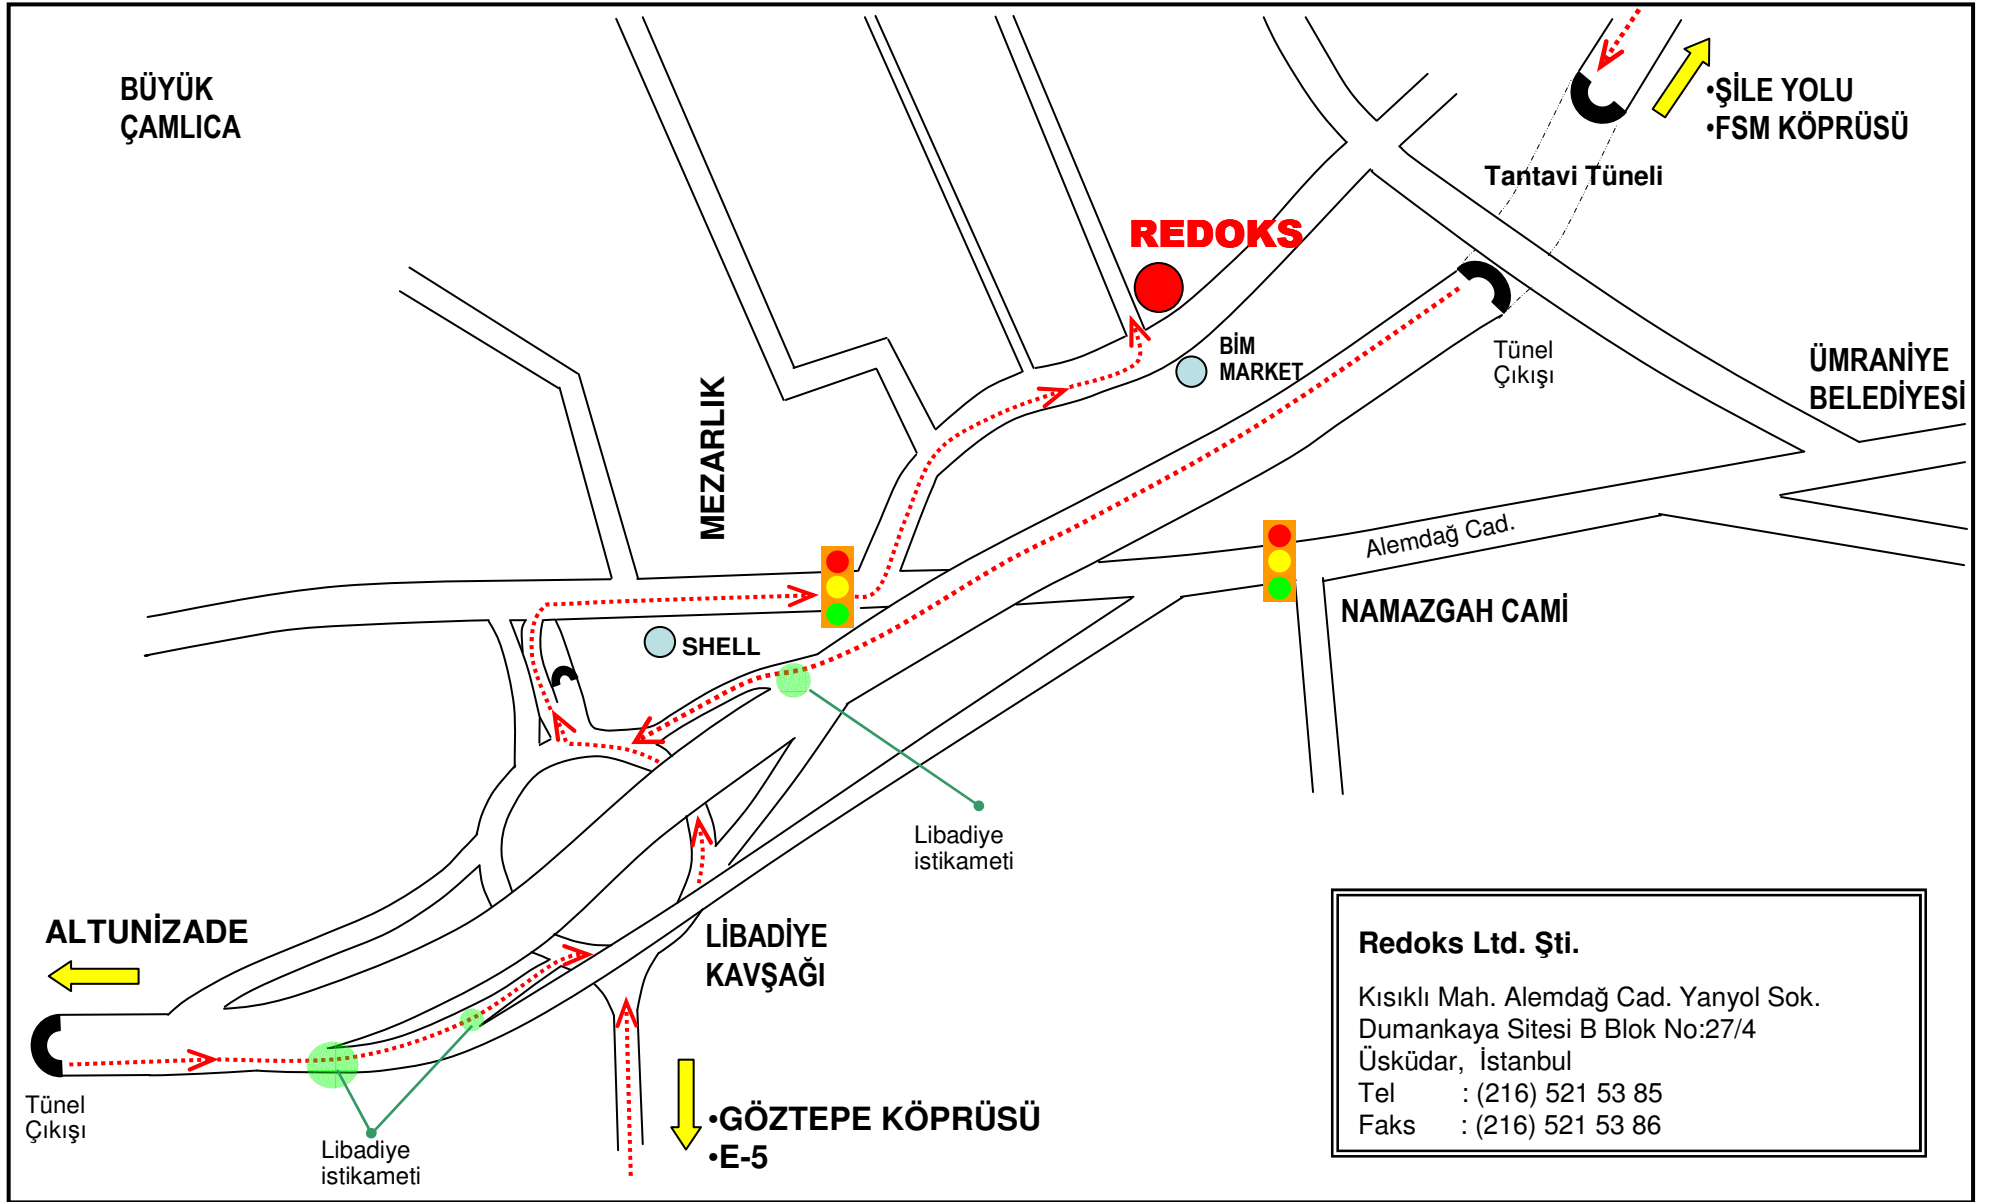 BÜYÜK
ÇAMLICA
•ŞİLE YOLU
•FSM KÖPRÜSÜ
Tantavi Tüneli
REDOKS
BİM
MARKET
Tünel
Çıkışı
ÜMRANİYE
BELEDİYESİ
MEZARLIK
Alemdağ Cad.
NAMAZGAH CAMİ
SHELL
Libadiye
istikameti
ALTUNİZADE
LİBADİYE
KAVŞAĞI
Tünel
Çıkışı
Libadiye
istikameti
•GÖZTEPE KÖPRÜSÜ
•E-5
Redoks Ltd. Şti.
Kısıklı Mah. Alemdağ Cad. Yanyol Sok.
Dumankaya Sitesi B Blok No:27/4
Üsküdar, İstanbul
Tel : (216) 521 53 85
Faks : (216) 521 53 86